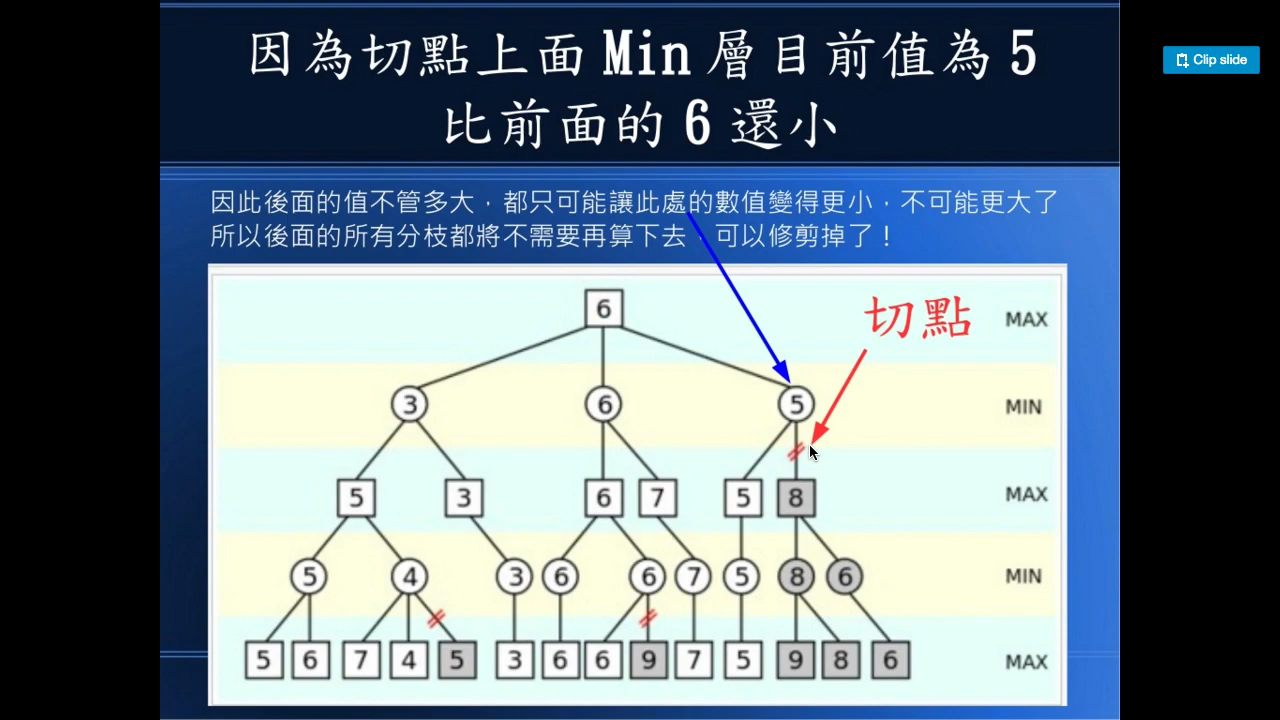 因為切點上面 Min 層目前值為 5
比前面的 6 還小
Clip slide
因此後面的值不管多大，都只可能讓此處的數值變得更小，不可能更大了
所以後面的所有分枝都將不需要再算下去，可以修剪掉了！
6 切點 MAX
3 6 5 MIN
5 3 6 7 5 8 MAX
5 4 3 6 6 7 5 8 6 MIN
5 6 7 4 5 3 6 6 9 7 5 9 8 6 MAX